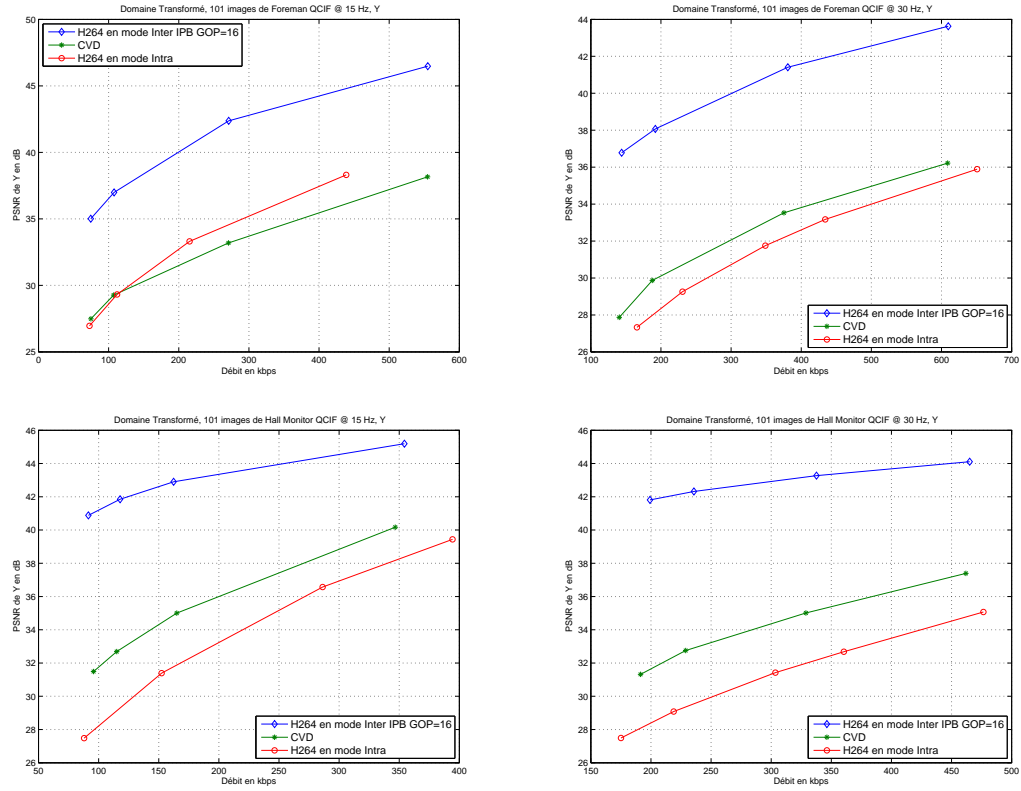 Domaine Transformé, 101 images de Foreman QCIF @ 15 Hz, Y
50
45
40
35
30
25
PSNR de Y en dB
H264 en mode Inter IPB GOP=16
CVD
H264 en mode Intra
0 100 200 300 400 500 600
Débit en kbps
Domaine Transformé, 101 images de Foreman QCIF @ 30 Hz, Y
44
42
40
38
36
34
32
30
28
26
PSNR de Y en dB
H264 en mode Inter IPB GOP=16
CVD
H264 en mode Intra
100 200 300 400 500 600 700
Débit en kbps
Domaine Transformé, 101 images de Hall Monitor QCIF @ 15 Hz, Y
46
44
42
40
38
36
34
32
30
28
26
PSNR de Y en dB
H264 en mode Inter IPB GOP=16
CVD
H264 en mode Intra
50 100 150 200 250 300 350 400
Débit en kbps
Domaine Transformé, 101 images de Hall Monitor QCIF @ 30 Hz, Y
46
44
42
40
38
36
34
32
30
28
26
PSNR de Y en dB
H264 en mode Inter IPB GOP=16
CVD
H264 en mode Intra
150 200 250 300 350 400 450 500
Débit en kbps